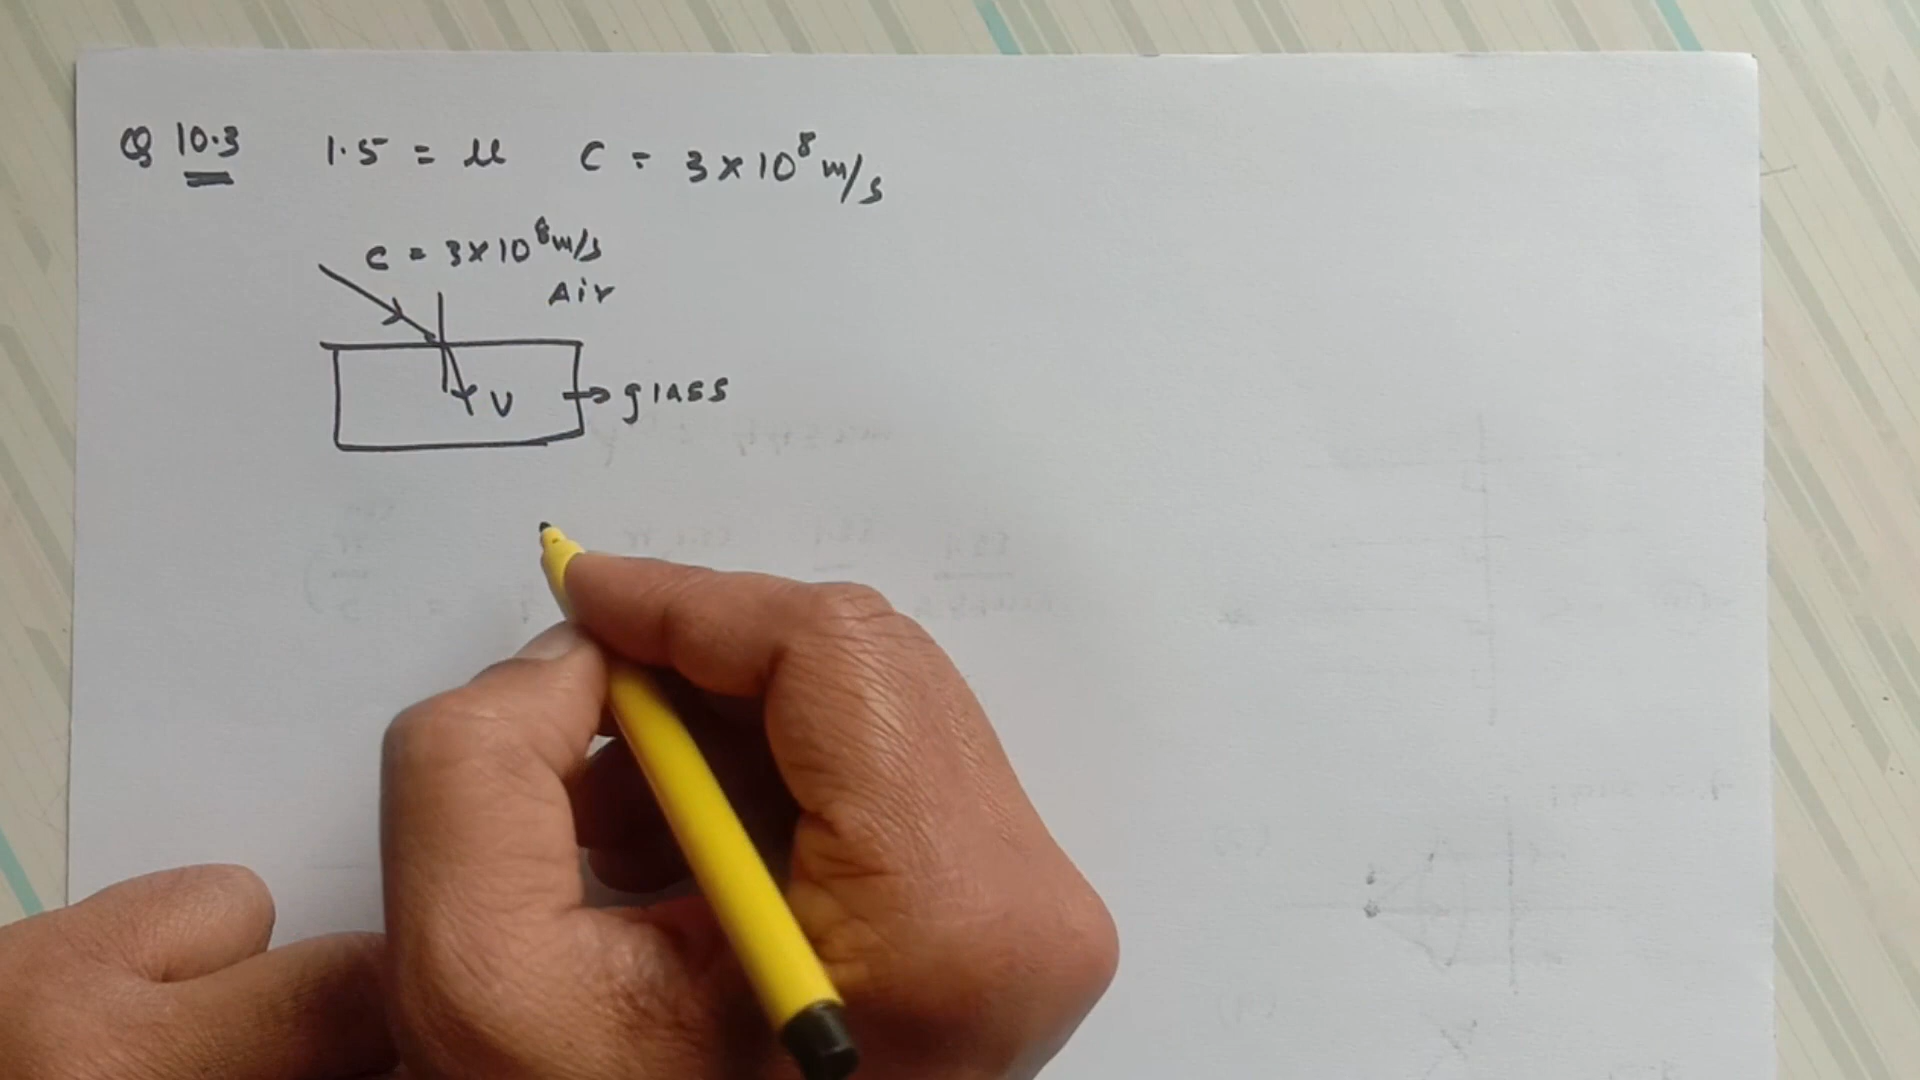 Q 10.3 1.5 = μ C = 3×10⁸ m/s
c = 3×10⁸ m/s
Air
v
glass